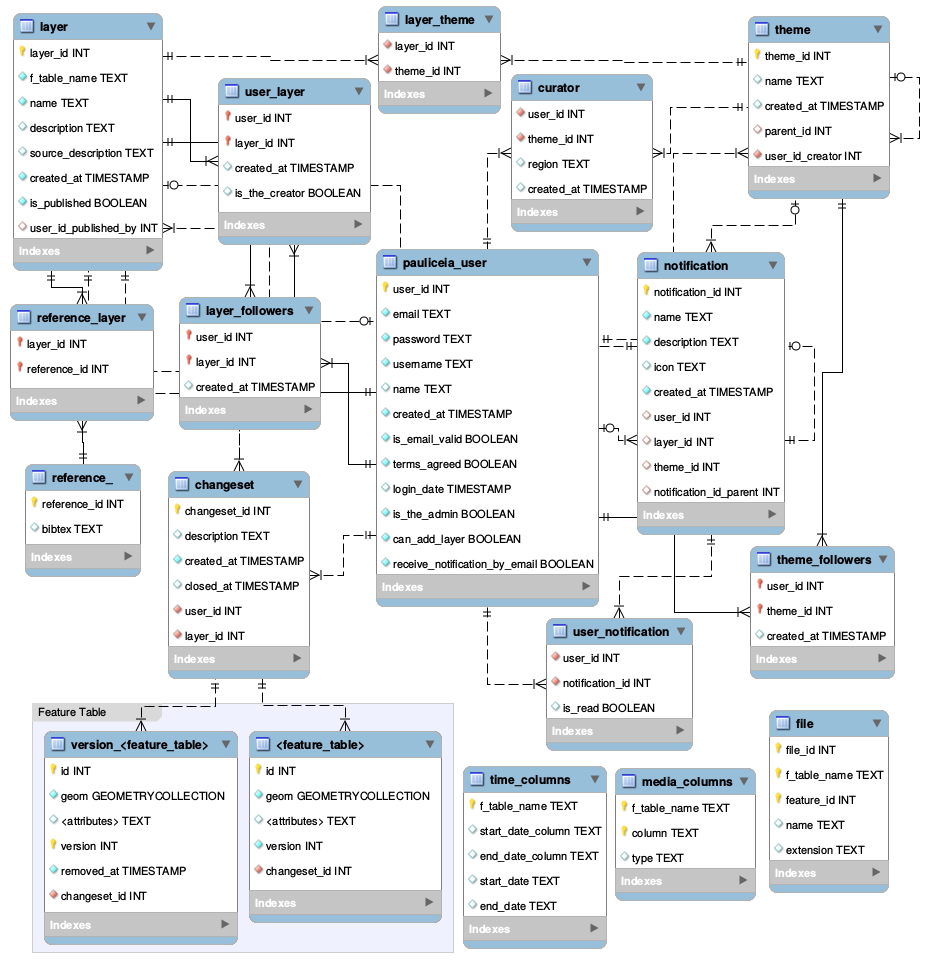 layer
layer_id INT
f_table_name TEXT
name TEXT
description TEXT
source_description TEXT
created_at TIMESTAMP
is_published BOOLEAN
user_id_published_by INT
Indexes
user_layer
user_id INT
layer_id INT
created_at TIMESTAMP
is_the_creator BOOLEAN
Indexes
layer_theme
layer_id INT
theme_id INT
Indexes
curator
user_id INT
theme_id INT
region TEXT
created_at TIMESTAMP
Indexes
theme
theme_id INT
name TEXT
created_at TIMESTAMP
parent_id INT
user_id_creator INT
Indexes
reference_layer
layer_id INT
reference_id INT
Indexes
layer_followers
user_id INT
layer_id INT
created_at TIMESTAMP
Indexes
pauliceia_user
user_id INT
email TEXT
password TEXT
username TEXT
name TEXT
created_at TIMESTAMP
is_email_valid BOOLEAN
terms_agreed BOOLEAN
login_date TIMESTAMP
is_the_admin BOOLEAN
can_add_layer BOOLEAN
receive_notification_by_email BOOLEAN
Indexes
notification
notification_id INT
name TEXT
description TEXT
icon TEXT
created_at TIMESTAMP
user_id INT
layer_id INT
theme_id INT
notification_id_parent INT
Indexes
reference_
reference_id INT
bibtex TEXT
Indexes
changeset
changeset_id INT
description TEXT
created_at TIMESTAMP
closed_at TIMESTAMP
user_id INT
layer_id INT
Indexes
theme_followers
user_id INT
theme_id INT
created_at TIMESTAMP
Indexes
user_notification
user_id INT
notification_id INT
is_read BOOLEAN
Indexes
Feature Table
version_<feature_table>
id INT
geom GEOMETRYCOLLECTION
<attributes> TEXT
version INT
removed_at TIMESTAMP
changeset_id INT
Indexes
<feature_table>
id INT
geom GEOMETRYCOLLECTION
<attributes> TEXT
version INT
changeset_id INT
Indexes
time_columns
f_table_name TEXT
start_date_column TEXT
end_date_column TEXT
start_date TEXT
end_date TEXT
Indexes
media_columns
f_table_name TEXT
column TEXT
type TEXT
Indexes
file
file_id INT
f_table_name TEXT
feature_id INT
name TEXT
extension TEXT
Indexes